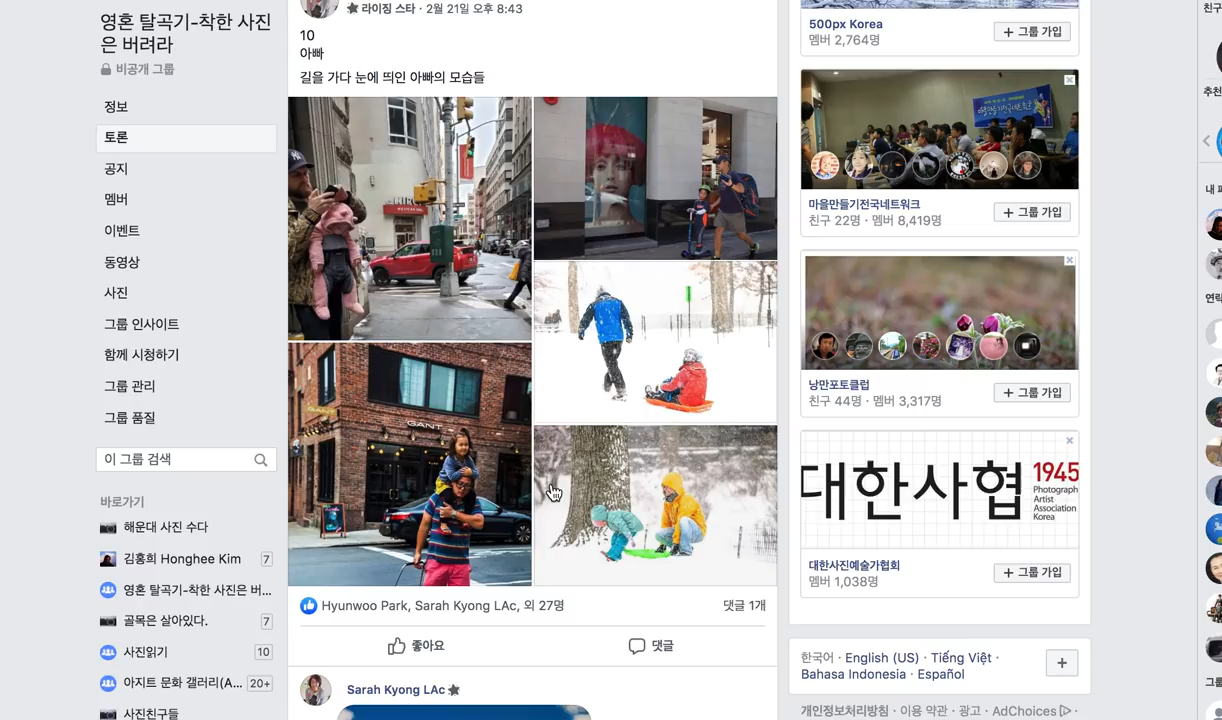 영혼 탈곡기-착한 사진
은 버려라
비공개 그룹
정보
토론
공지
멤버
이벤트
동영상
사진
그룹 인사이트
함께 시청하기
그룹 관리
그룹 품질
이 그룹 검색
바로가기
해운대 사진 수다
김홍희 Honghee Kim 7
영혼 탈곡기-착한 사진은 버...
골목은 살아있다. 7
사진읽기 10
아지트 문화 갤러리(A... 20+
사진친구들
라이징 스타 · 2월 21일 오후 8:43
10
아빠
길을 가다 눈에 띄인 아빠의 모습들
GANT
Hyunwoo Park, Sarah Kyong LAc, 외 27명
댓글 1개
좋아요
댓글
Sarah Kyong LAc
500px Korea
멤버 2,764명
+ 그룹 가입
마을만들기전국네트워크
친구 22명 · 멤버 8,419명
+ 그룹 가입
낭만포토클럽
친구 44명 · 멤버 3,317명
+ 그룹 가입
대한사협
1945
Photograph
Artist
Association
Korea
대한사진예술가협회
멤버 1,038명
+ 그룹 가입
한국어 · English (US) · Tiếng Việt ·
Bahasa Indonesia · Español
개인정보처리방침 · 이용 약관 · 광고 · AdChoices ·
친구
추천
내 페
연락
그룹